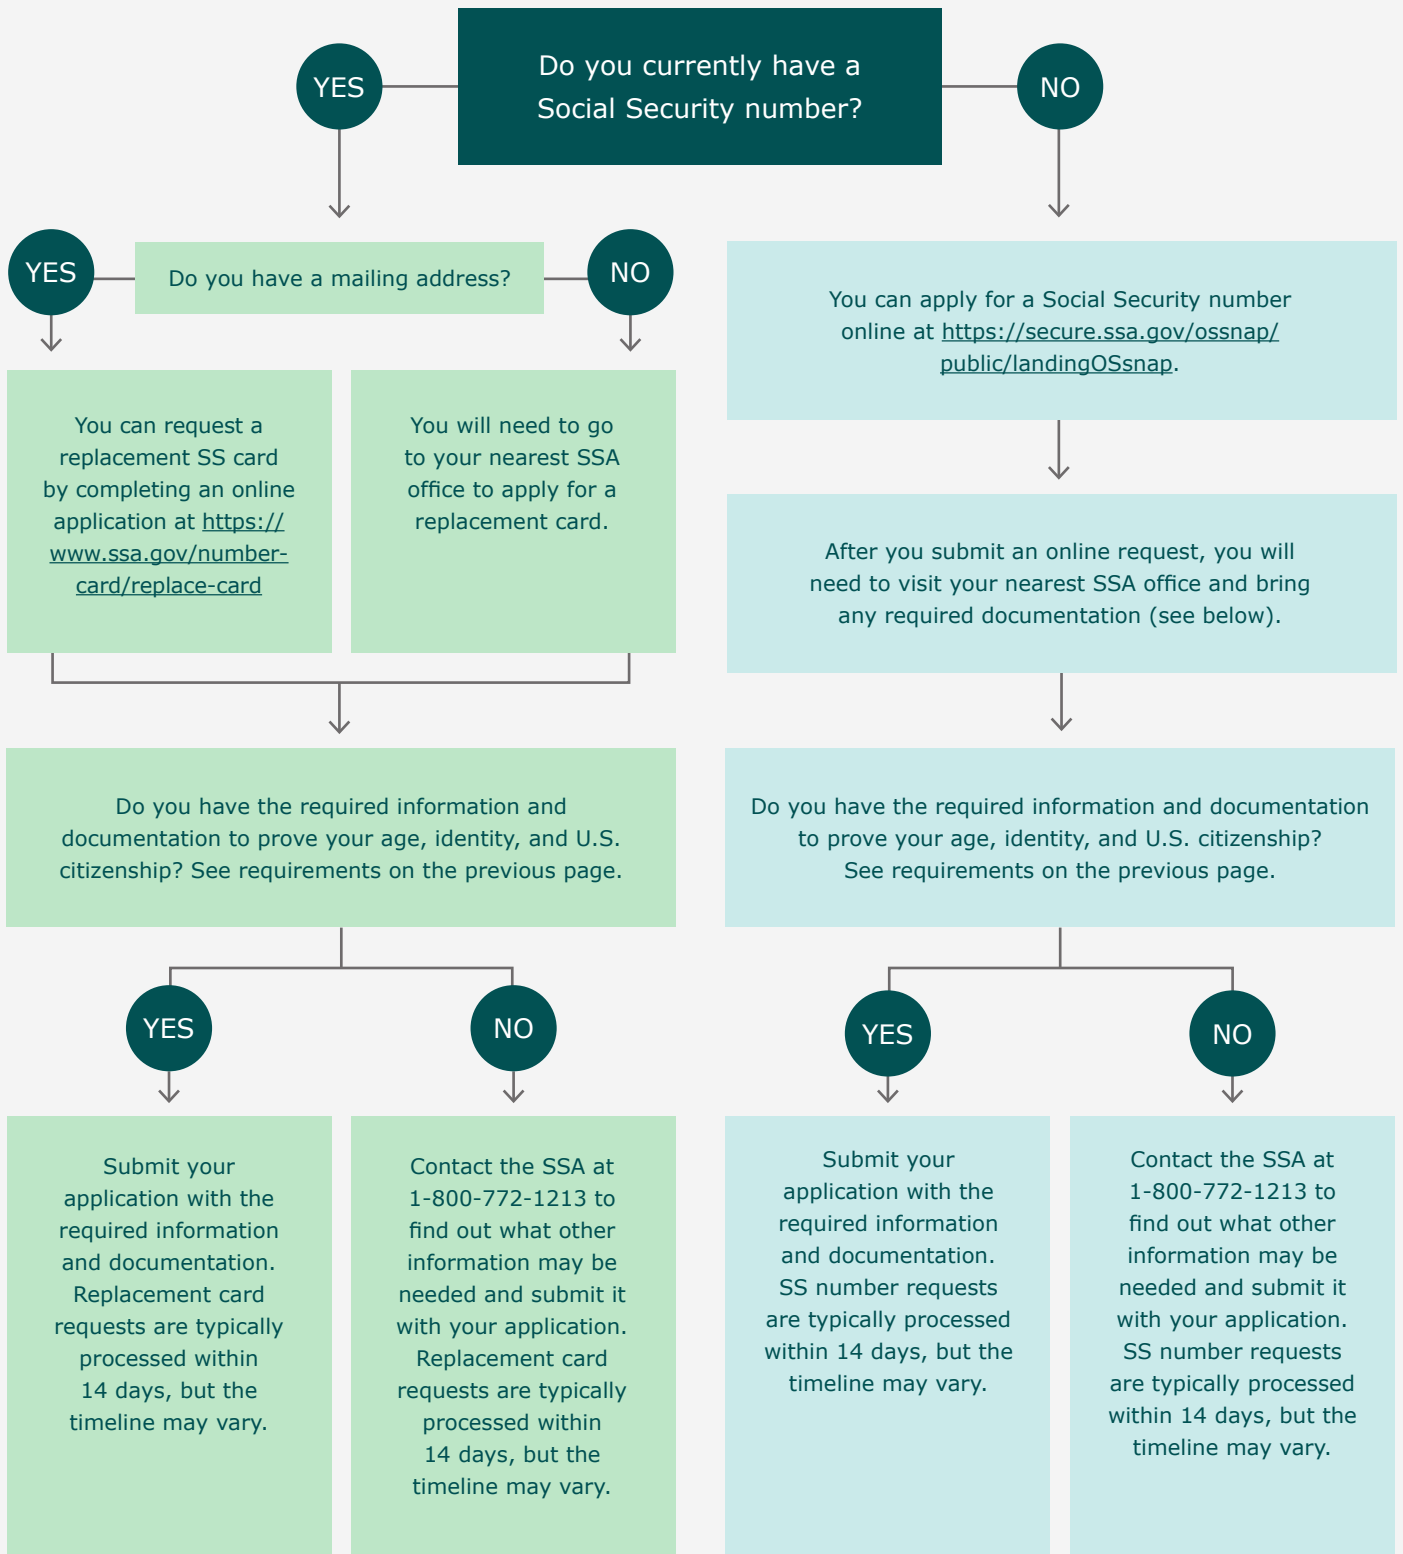 Do you currently have a
Social Security number?
YES
NO
YES
Do you have a mailing address?
NO
You can request a
replacement SS card
by completing an online
application at https://
www.ssa.gov/number-
card/replace-card
You will need to go
to your nearest SSA
office to apply for a
replacement card.
Do you have the required information and
documentation to prove your age, identity, and U.S.
citizenship? See requirements on the previous page.
YES
NO
Submit your
application with the
required information
and documentation.
Replacement card
requests are typically
processed within
14 days, but the
timeline may vary.
Contact the SSA at
1-800-772-1213 to
find out what other
information may be
needed and submit it
with your application.
Replacement card
requests are typically
processed within
14 days, but the
timeline may vary.
You can apply for a Social Security number
online at https://secure.ssa.gov/ossnap/
public/landingOSsnap.
After you submit an online request, you will
need to visit your nearest SSA office and bring
any required documentation (see below).
Do you have the required information and documentation
to prove your age, identity, and U.S. citizenship?
See requirements on the previous page.
YES
NO
Submit your
application with the
required information
and documentation.
SS number requests
are typically processed
within 14 days, but the
timeline may vary.
Contact the SSA at
1-800-772-1213 to
find out what other
information may be
needed and submit it
with your application.
SS number requests
are typically processed
within 14 days, but the
timeline may vary.